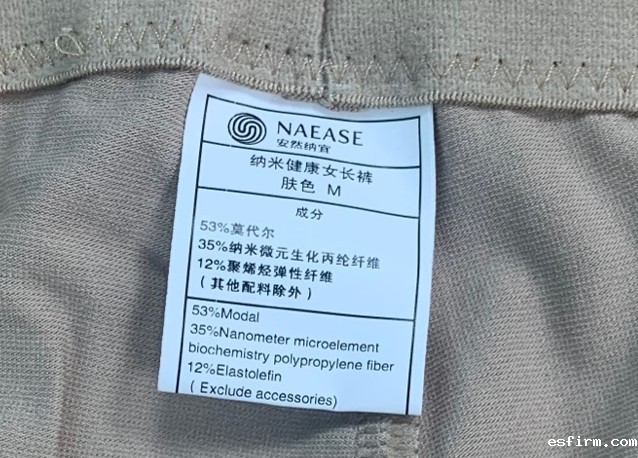 NAEASE
安然纳宜
纳米健康女长裤
肤色 M
成分
53%莫代尔
35%纳米微元生化丙纶纤维
12%聚烯烃弹性纤维
(其他配料除外)
53%Modal
35%Nanometer microelement
biochemistry polypropylene fiber
12%Elastolefin
( Exclude accessories)
esfirm.com